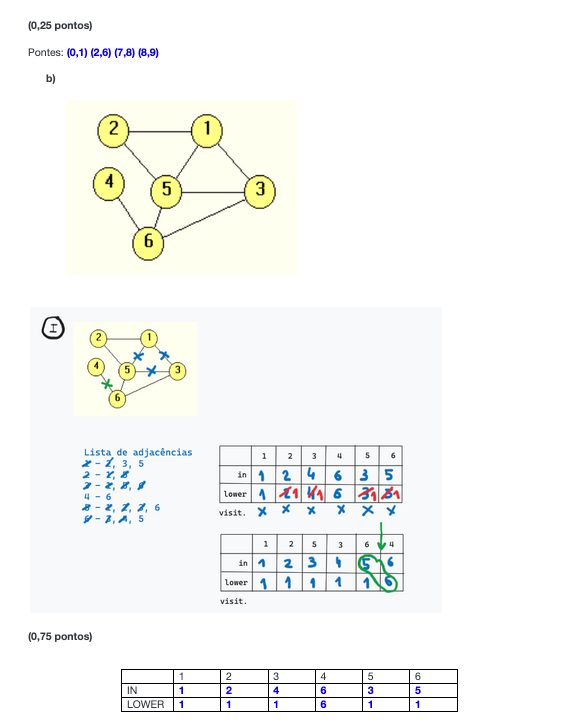 (0,25 pontos)
Pontes: (0,1) (2,6) (7,8) (8,9)
b)
2 1
4 5 3
6
I
2 1
4 5 3
6
Lista de adjacências
1 - 2, 3, 5
2 - 1, 5
3 - 1, 5, 6
4 - 6
5 - 1, 2, 3, 6
6 - 3, 4, 5
1 2 3 4 5 6
in 1 2 4 6 3 5
lower 1 1 1 6 1 1
visit. x x x x x x
1 2 5 3 6 4
in 1 2 3 4 5 6
lower 1 1 1 1 1 6
visit.
(0,75 pontos)
1 2 3 4 5 6
IN 1 2 4 6 3 5
LOWER 1 1 1 6 1 1